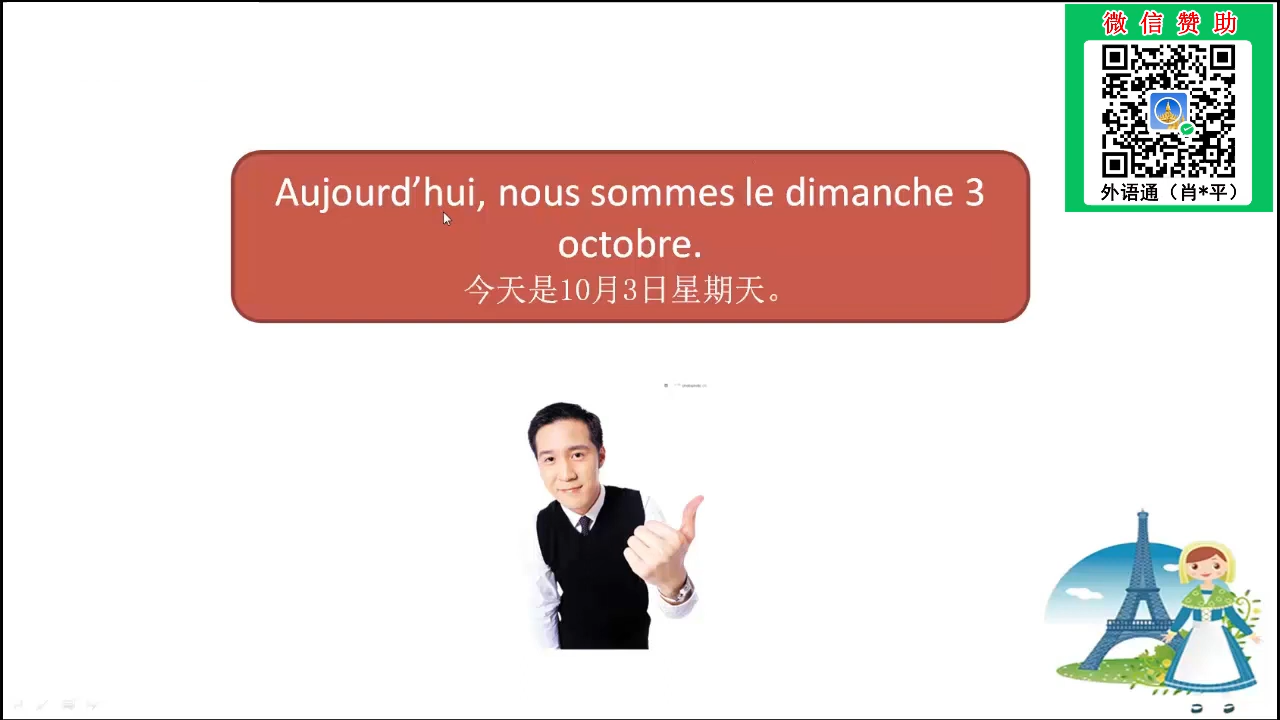 微信赞助
外语通（肖*平）
Aujourd’hui, nous sommes le dimanche 3
octobre.
今天是10月3日星期天。